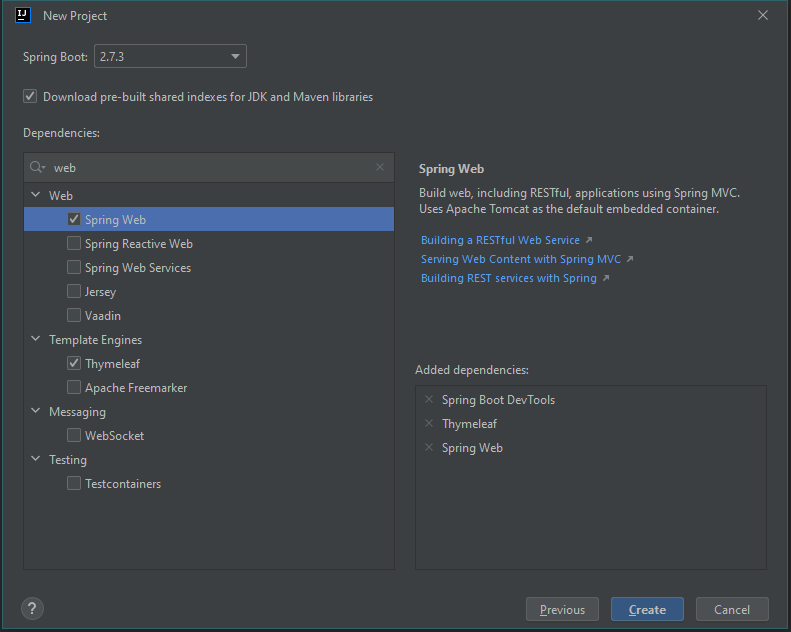 IJ
New Project
Spring Boot: 2.7.3
Download pre-built shared indexes for JDK and Maven libraries
Dependencies:
web
Web
Spring Web
Spring Reactive Web
Spring Web Services
Jersey
Vaadin
Template Engines
Thymeleaf
Apache Freemarker
Messaging
WebSocket
Testing
Testcontainers
Spring Web
Build web, including RESTful, applications using Spring MVC.
Uses Apache Tomcat as the default embedded container.
Building a RESTful Web Service
Serving Web Content with Spring MVC
Building REST services with Spring
Added dependencies:
Spring Boot DevTools
Thymeleaf
Spring Web
?
Previous
Create
Cancel